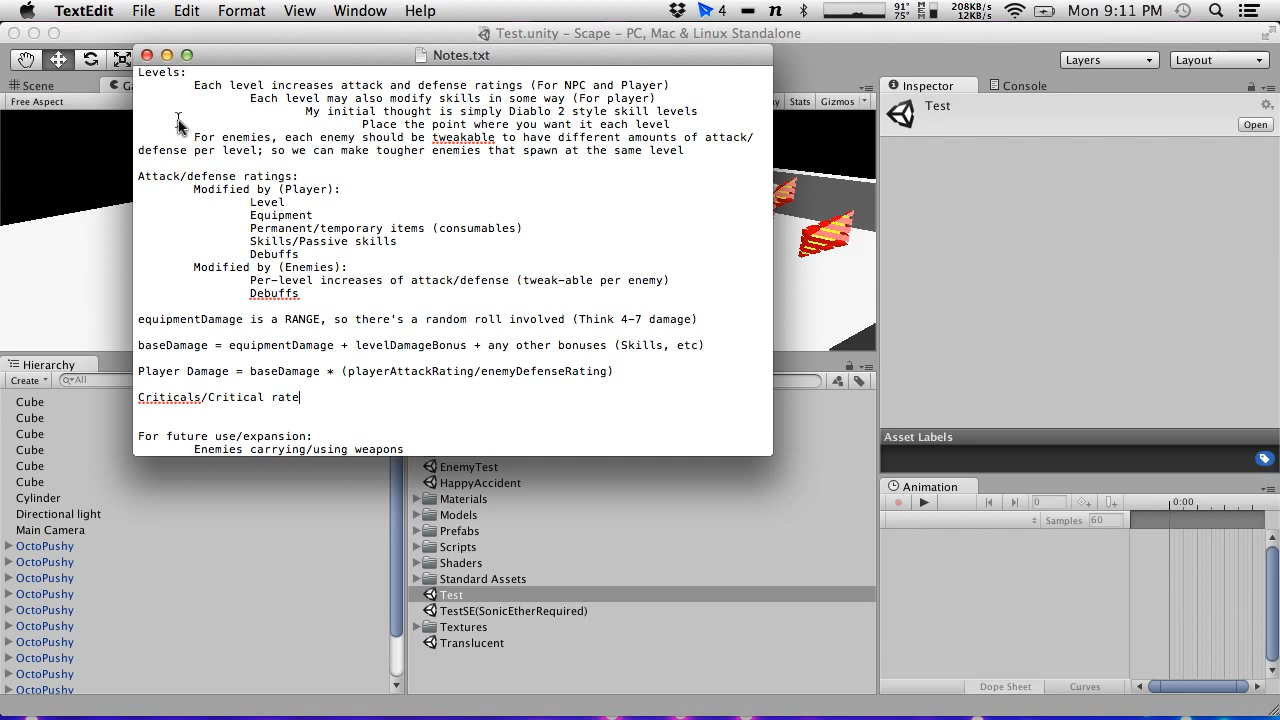 TextEdit File Edit Format View Window Help 4 91° 75° 208KB/s 12KB/s Mon 9:11 PM
Test.unity - Scape - PC, Mac & Linux Standalone
Layers Layout
Notes.txt
Scene
Free Aspect Stats Gizmos
Inspector Console
Test
Open
Levels:
Each level increases attack and defense ratings (For NPC and Player)
Each level may also modify skills in some way (For player)
My initial thought is simply Diablo 2 style skill levels
Place the point where you want it each level
For enemies, each enemy should be tweakable to have different amounts of attack/
defense per level; so we can make tougher enemies that spawn at the same level
Attack/defense ratings:
Modified by (Player):
Level
Equipment
Permanent/temporary items (consumables)
Skills/Passive skills
Debuffs
Modified by (Enemies):
Per-level increases of attack/defense (tweak-able per enemy)
Debuffs
equipmentDamage is a RANGE, so there's a random roll involved (Think 4-7 damage)
baseDamage = equipmentDamage + levelDamageBonus + any other bonuses (Skills, etc)
Player Damage = baseDamage * (playerAttackRating/enemyDefenseRating)
Criticals/Critical rate
For future use/expansion:
Enemies carrying/using weapons
Hierarchy
Create All
Cube
Cube
Cube
Cube
Cube
Cube
Cylinder
Directional light
Main Camera
OctoPushy
OctoPushy
OctoPushy
OctoPushy
OctoPushy
OctoPushy
OctoPushy
OctoPushy
OctoPushy
OctoPushy
EnemyTest
HappyAccident
Materials
Models
Prefabs
Scripts
Shaders
Standard Assets
Test
TestSE(SonicEtherRequired)
Textures
Translucent
Asset Labels
Animation
0 0:00
Samples 60
Dope Sheet Curves